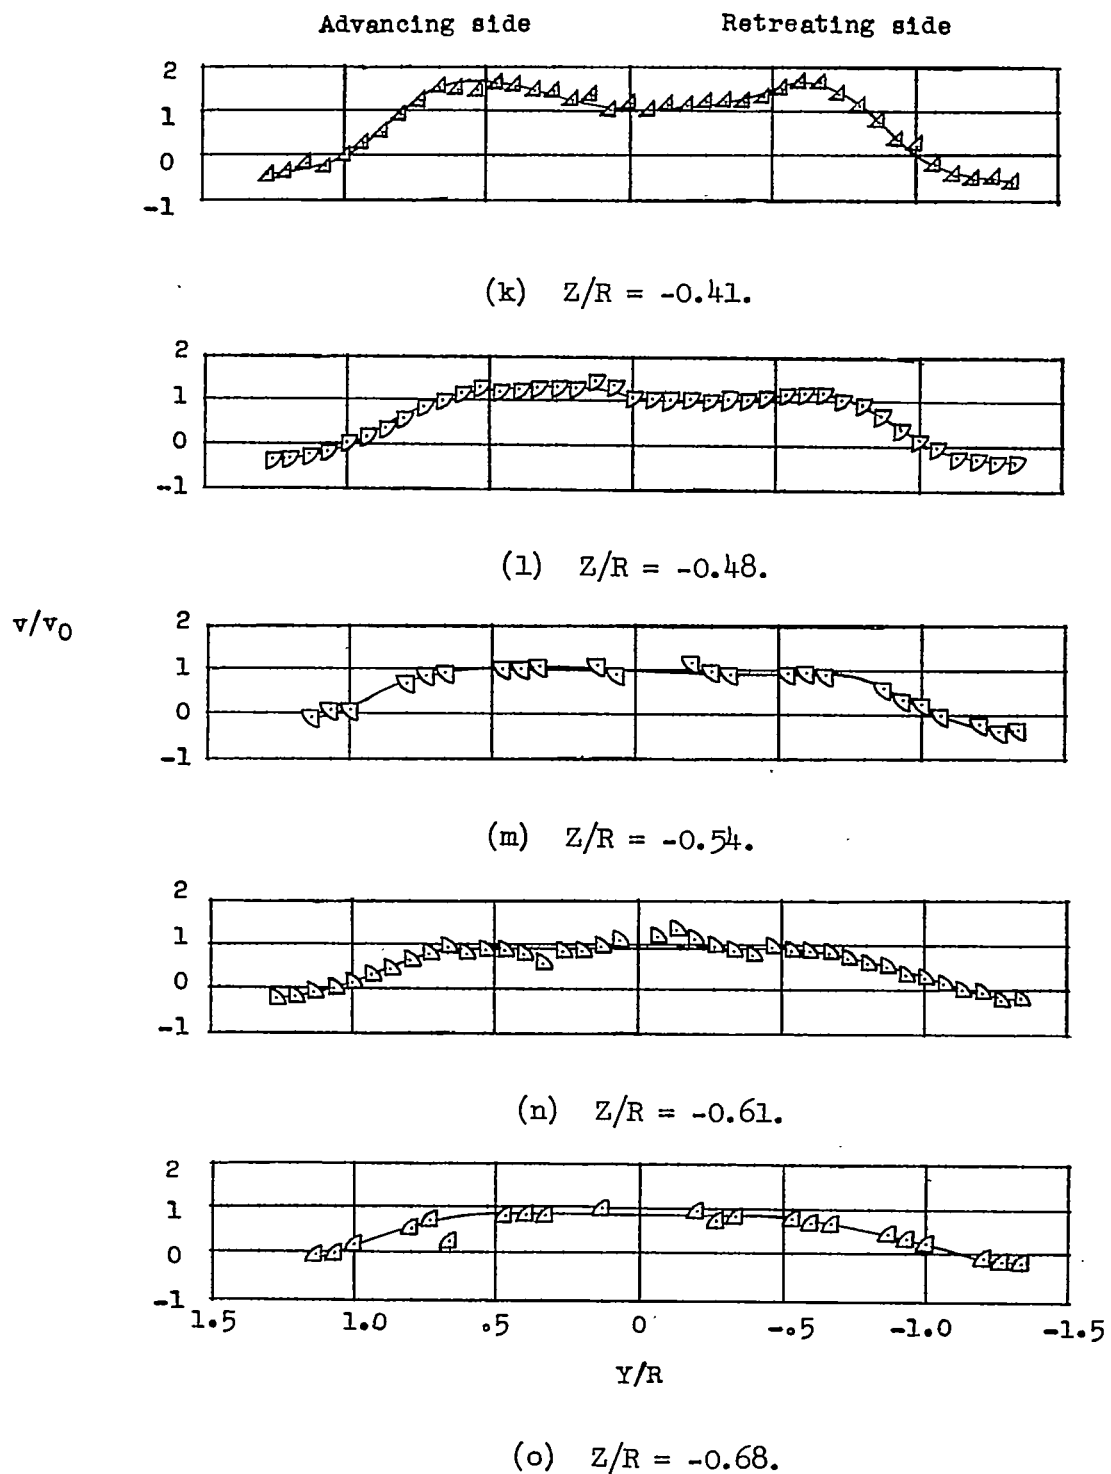 Advancing side Retreating side
2
1
0
-1
(k) Z/R = -0.41.
2
1
0
-1
(l) Z/R = -0.48.
v/v0
2
1
0
-1
(m) Z/R = -0.54.
2
1
0
-1
(n) Z/R = -0.61.
2
1
0
-1
1.5 1.0 .5 0 -.5 -1.0 -1.5
Y/R
(o) Z/R = -0.68.